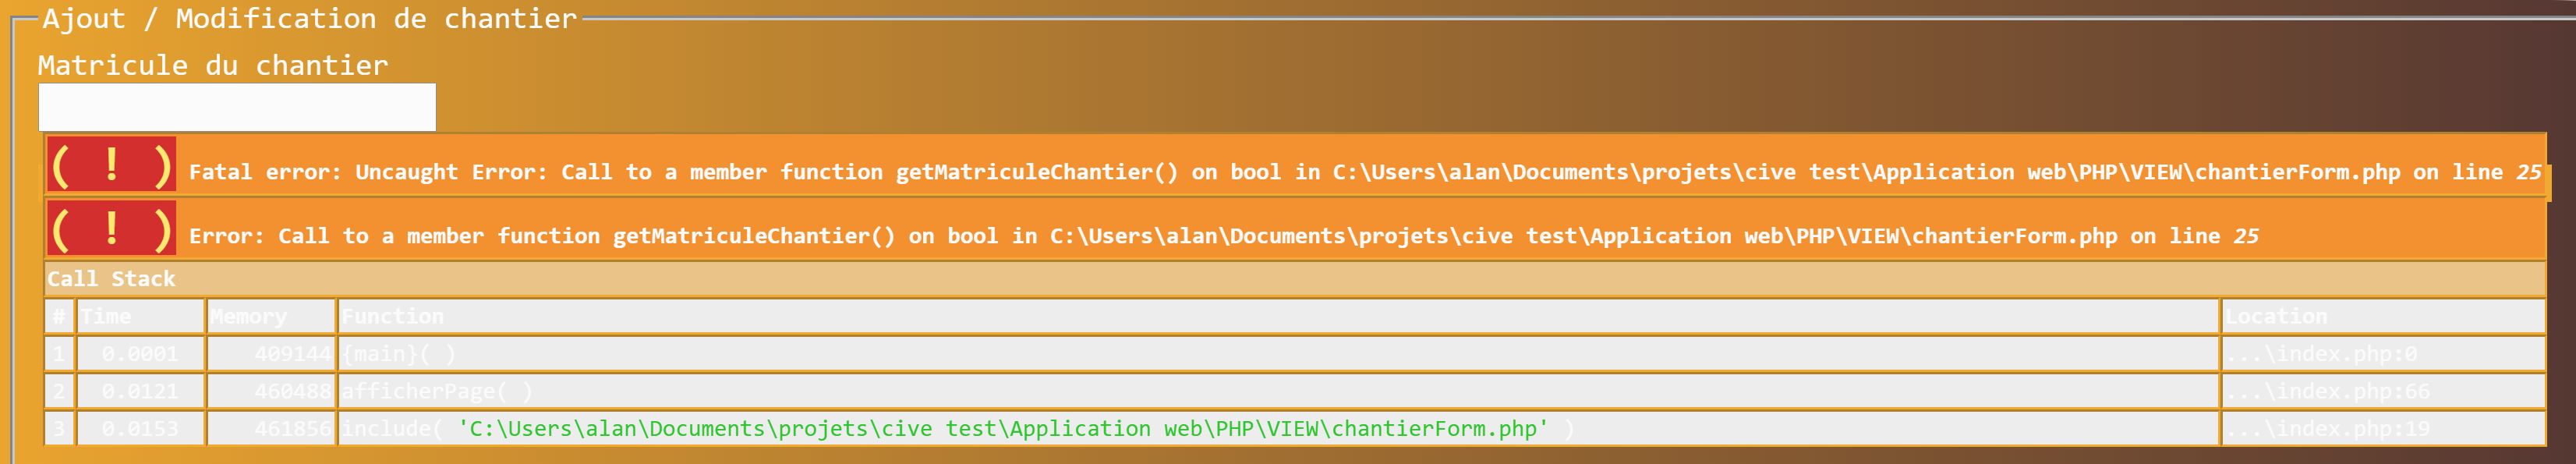 Ajout / Modification de chantier
Matricule du chantier
( ! ) Fatal error: Uncaught Error: Call to a member function getMatriculeChantier() on bool in C:\Users\alan\Documents\projets\cive test\Application web\PHP\VIEW\chantierForm.php on line 25
( ! ) Error: Call to a member function getMatriculeChantier() on bool in C:\Users\alan\Documents\projets\cive test\Application web\PHP\VIEW\chantierForm.php on line 25
Call Stack
# Time Memory Function Location
1 0.0001 409144 {main}( ) ...\index.php:0
2 0.0121 460488 afficherPage( ) ...\index.php:66
3 0.0153 461856 include( 'C:\Users\alan\Documents\projets\cive test\Application web\PHP\VIEW\chantierForm.php' ) ...\index.php:19